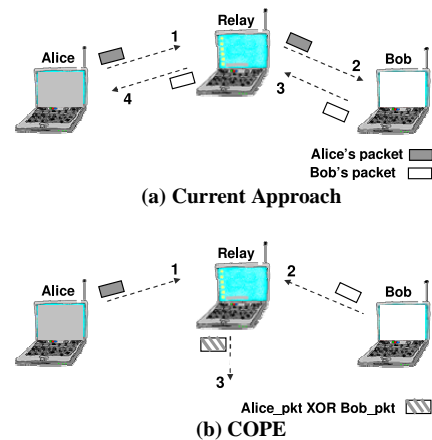 Relay
Alice
1
Bob
2
3
4
Alice's packet
Bob's packet
(a) Current Approach
Relay
Alice
1
2
Bob
3
Alice_pkt XOR Bob_pkt
(b) COPE